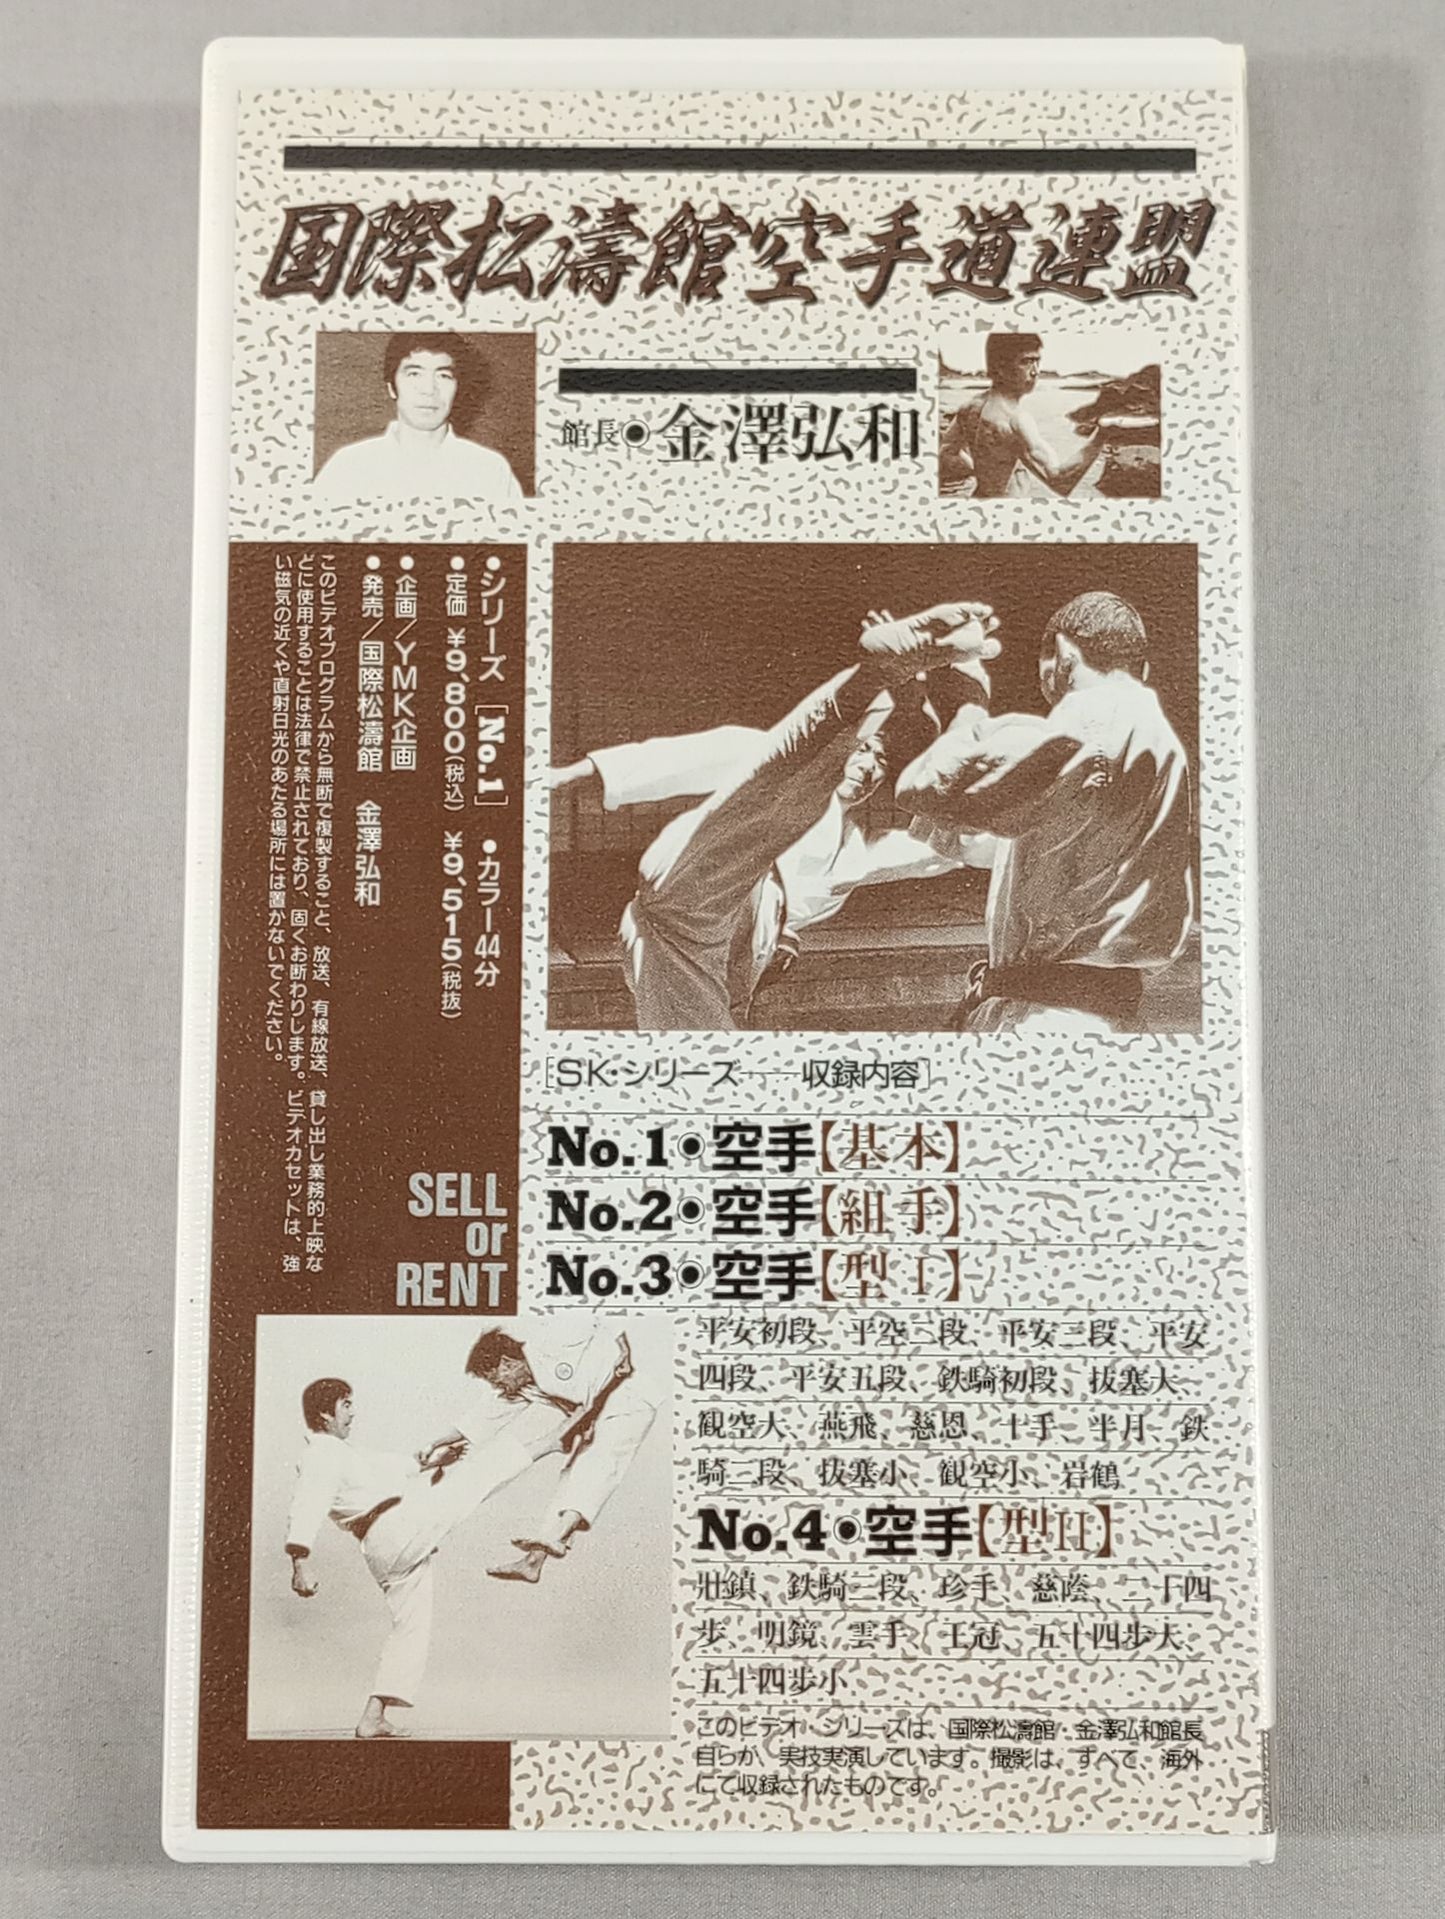 国際松濤館空手道連盟
館長●金澤弘和
●シリーズ［No.1］ ●カラー44分
●定価 ¥9,800(税込) ¥9,515(税抜)
●企画／YMK企画
●発売／国際松濤館 金澤弘和
このビデオプログラムから無断で複製すること、放送、有線放送、貸し出し業務的上映な
どに使用することは法律で禁止されており、固くお断わりします。ビデオカセットは、強
い磁気の近くや直射日光のあたる場所には置かないでください。
SELL
or
RENT
［SK・シリーズ──収録内容］
No.1●空手【基本】
No.2●空手【組手】
No.3●空手【型I】
平安初段、平空二段、平安三段、平安
四段、平安五段、鉄騎初段、抜塞大、
観空大、燕飛、慈恩、十手、半月、鉄
騎二段、抜塞小、観空小、岩鶴
No.4●空手【型II】
壯鎮、鉄騎三段、珍手、慈蔭、二十四
歩、明鏡、雲手、王冠、五十四歩大、
五十四歩小
このビデオ・シリーズは、国際松濤館・金澤弘和館長
自らが、実技実演しています。撮影は、すべて、海外
にて収録されたものです。